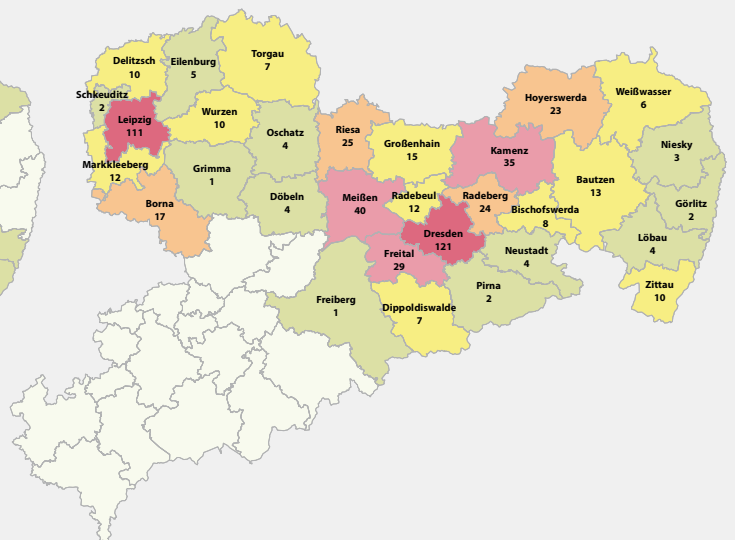 Torgau
7
Delitzsch
10
Eilenburg
5
Schkeuditz
2
Leipzig
111
Wurzen
10
Oschatz
4
Riesa
25
Großenhain
15
Hoyerswerda
23
Weißwasser
6
Kamenz
35
Niesky
3
Markkleeberg
12
Grimma
1
Bautzen
13
Borna
17
Döbeln
4
Meißen
40
Radebeul
12
Radeberg
24
Bischofswerda
8
Görlitz
2
Dresden
121
Löbau
4
Freital
29
Neustadt
4
Pirna
2
Zittau
10
Freiberg
1
Dippoldiswalde
7